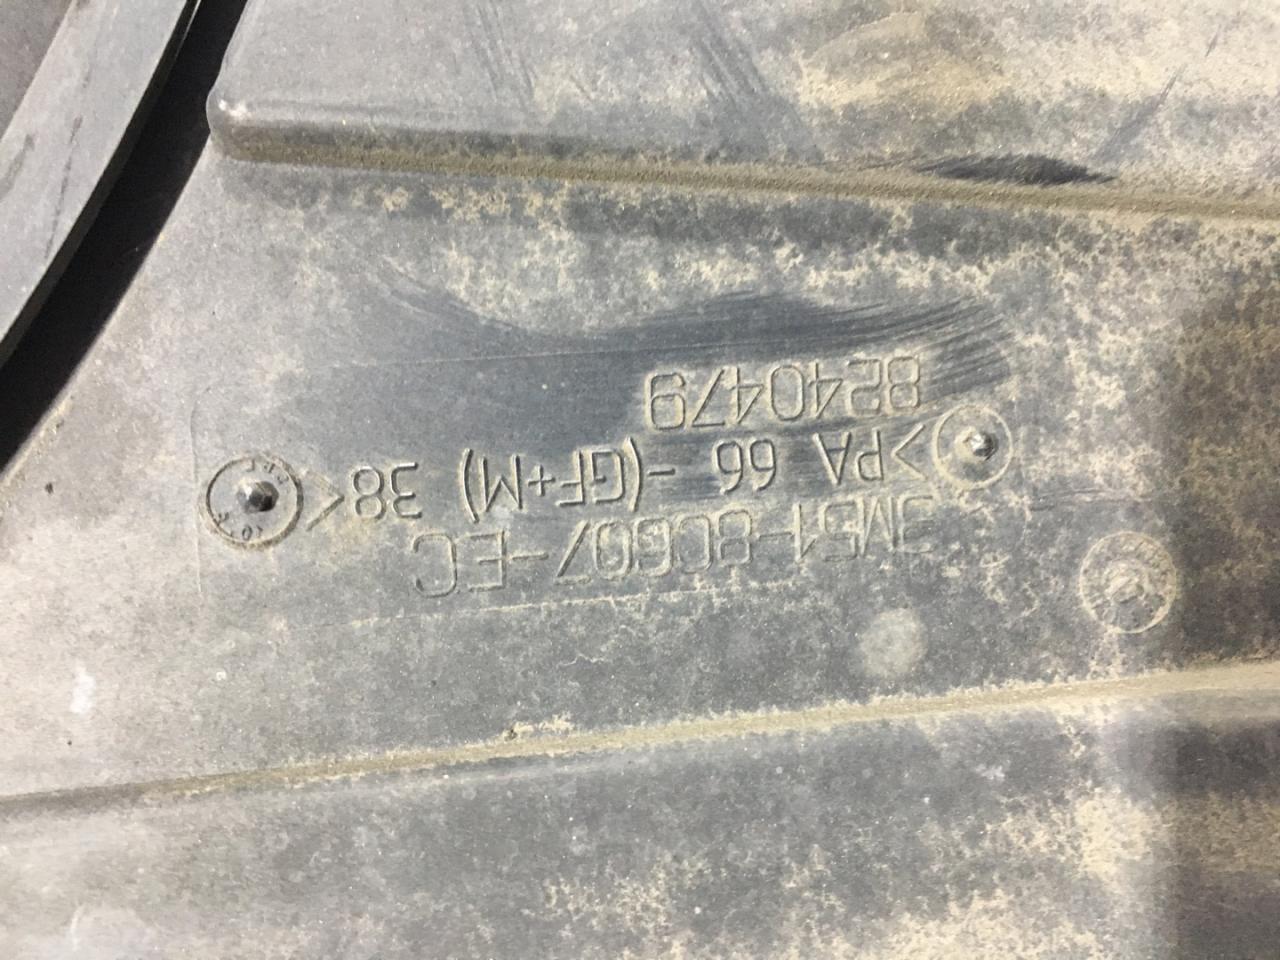 3M51-8C607-EC
>PA 66 - (GF+M) 38<
8240479